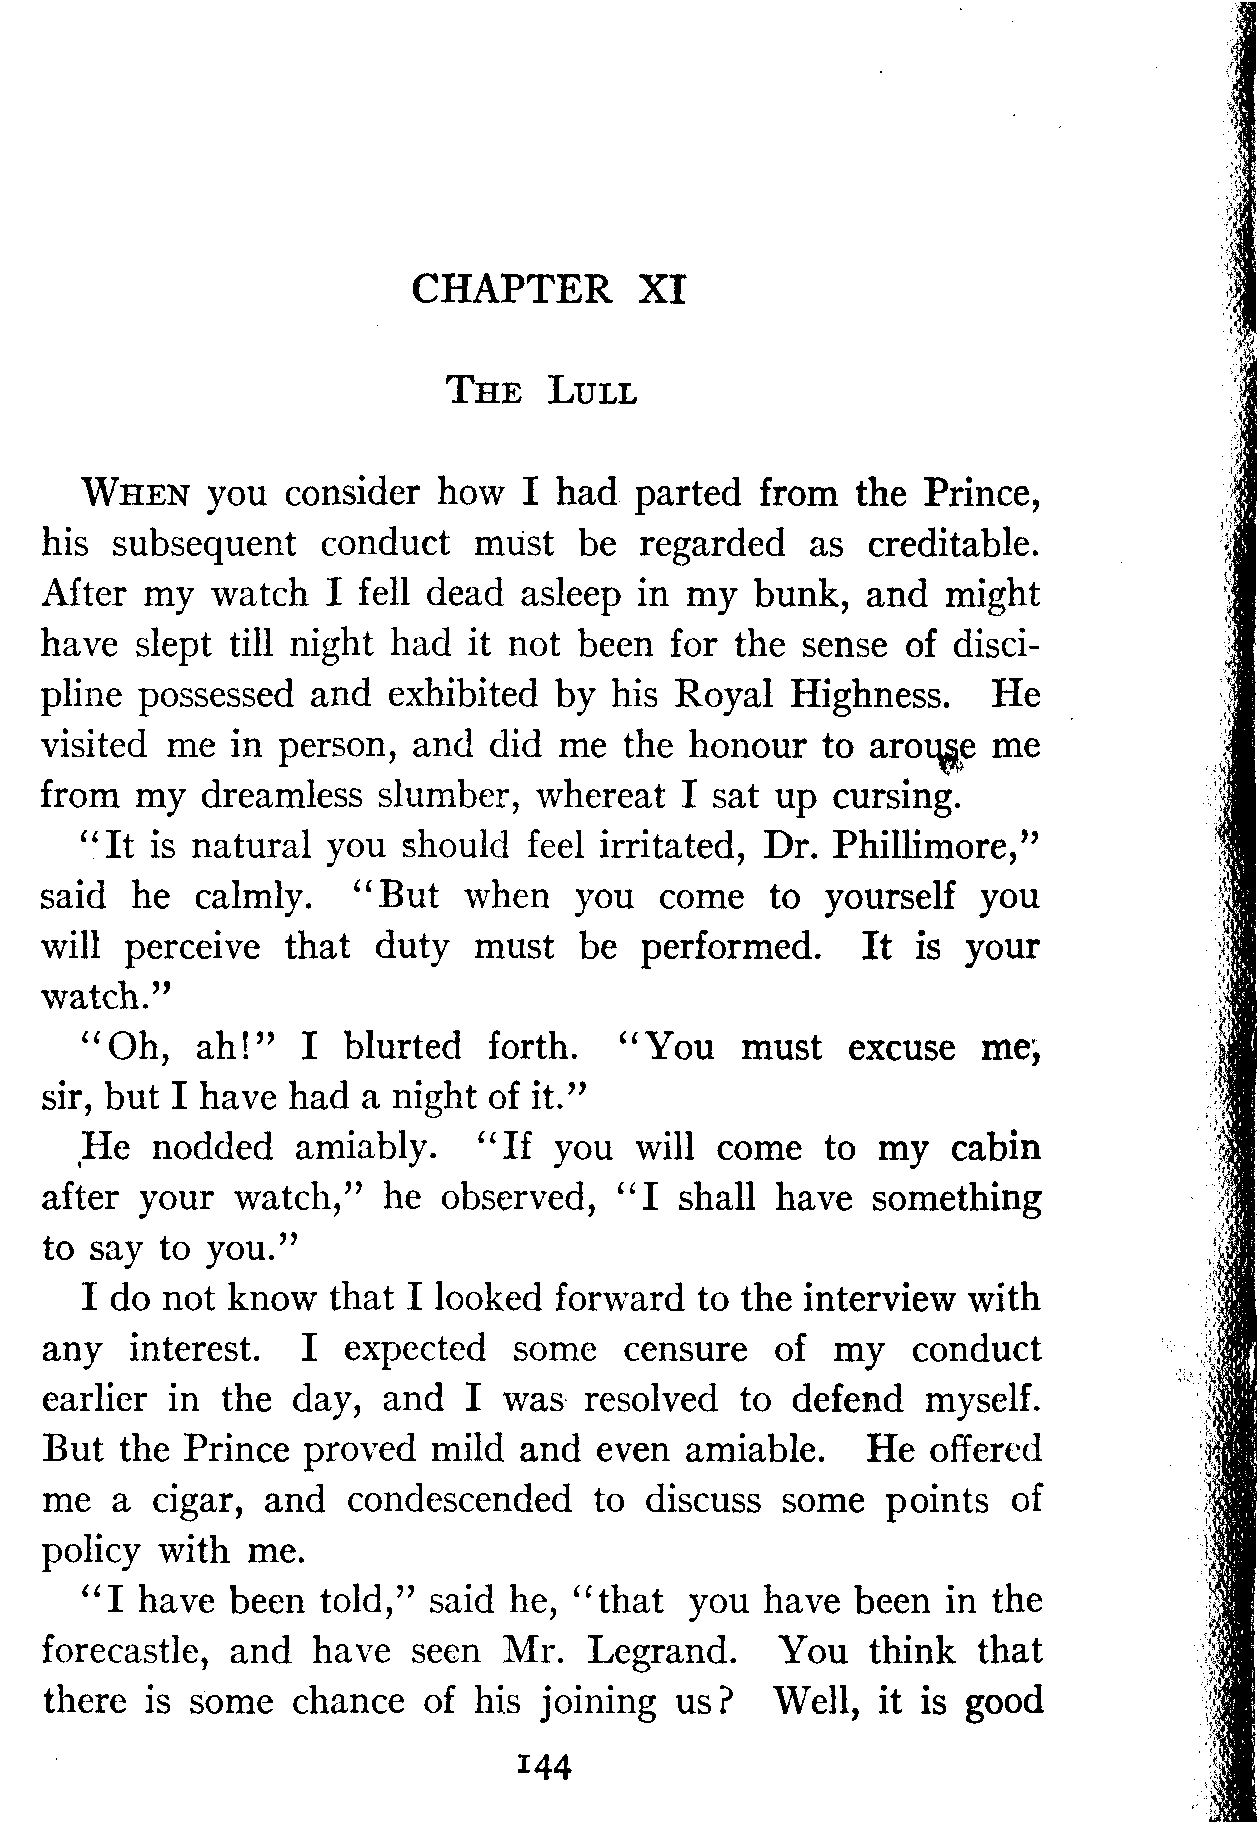 CHAPTER XI
THE LULL
WHEN you consider how I had parted from the Prince,
his subsequent conduct must be regarded as creditable.
After my watch I fell dead asleep in my bunk, and might
have slept till night had it not been for the sense of disci-
pline possessed and exhibited by his Royal Highness. He
visited me in person, and did me the honour to arouse me
from my dreamless slumber, whereat I sat up cursing.
"It is natural you should feel irritated, Dr. Phillimore,"
said he calmly. "But when you come to yourself you
will perceive that duty must be performed. It is your
watch."
"Oh, ah!" I blurted forth. "You must excuse me,
sir, but I have had a night of it."
He nodded amiably. "If you will come to my cabin
after your watch," he observed, "I shall have something
to say to you."
I do not know that I looked forward to the interview with
any interest. I expected some censure of my conduct
earlier in the day, and I was resolved to defend myself.
But the Prince proved mild and even amiable. He offered
me a cigar, and condescended to discuss some points of
policy with me.
"I have been told," said he, "that you have been in the
forecastle, and have seen Mr. Legrand. You think that
there is some chance of his joining us? Well, it is good
144